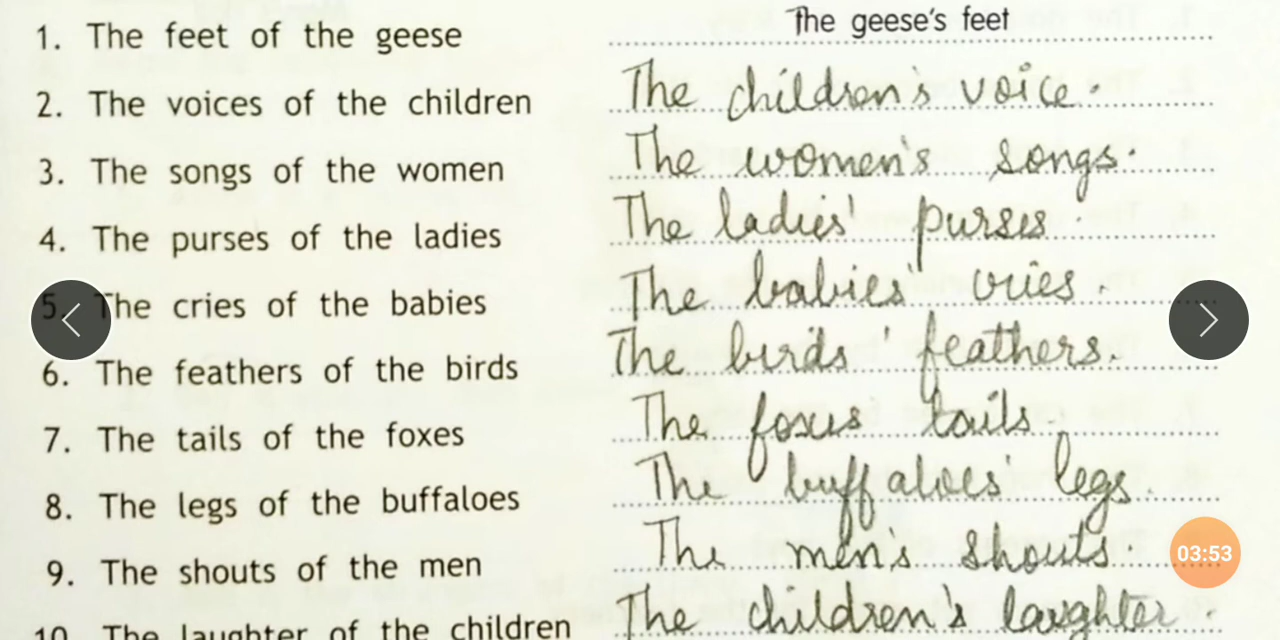 1. The feet of the geese The geese's feet
2. The voices of the children The children's voice.
3. The songs of the women The women's songs.
4. The purses of the ladies The ladies' purses.
5. The cries of the babies The babies' cries.
6. The feathers of the birds The birds' feathers.
7. The tails of the foxes The foxes tails.
8. The legs of the buffaloes The buffaloes' legs.
9. The shouts of the men The men's shouts.
03:53
10. The laughter of the children The children's laughter.